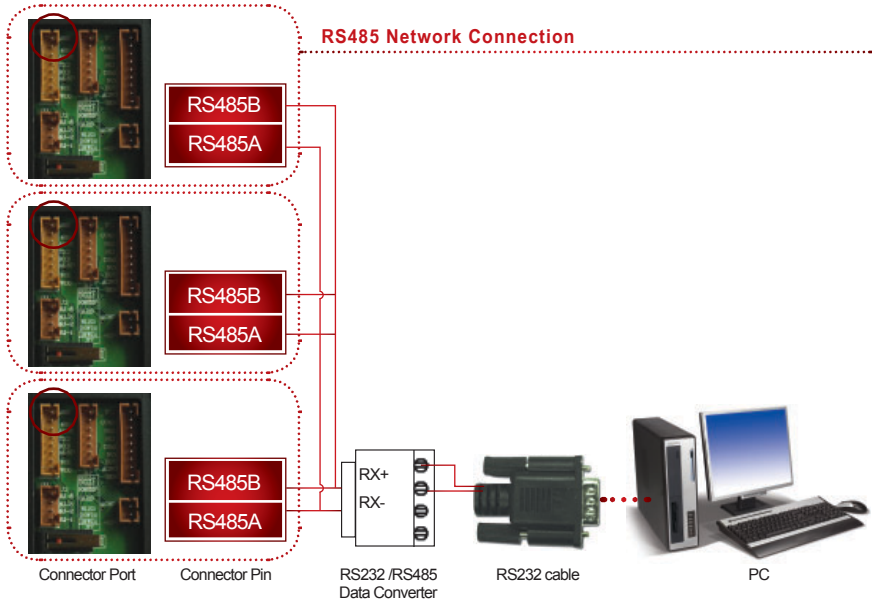 RS485 Network Connection
RS485B
RS485A
RS485B
RS485A
RS485B
RS485A
RX+
RX-
Connector Port
Connector Pin
RS232 /RS485
Data Converter
RS232 cable
PC